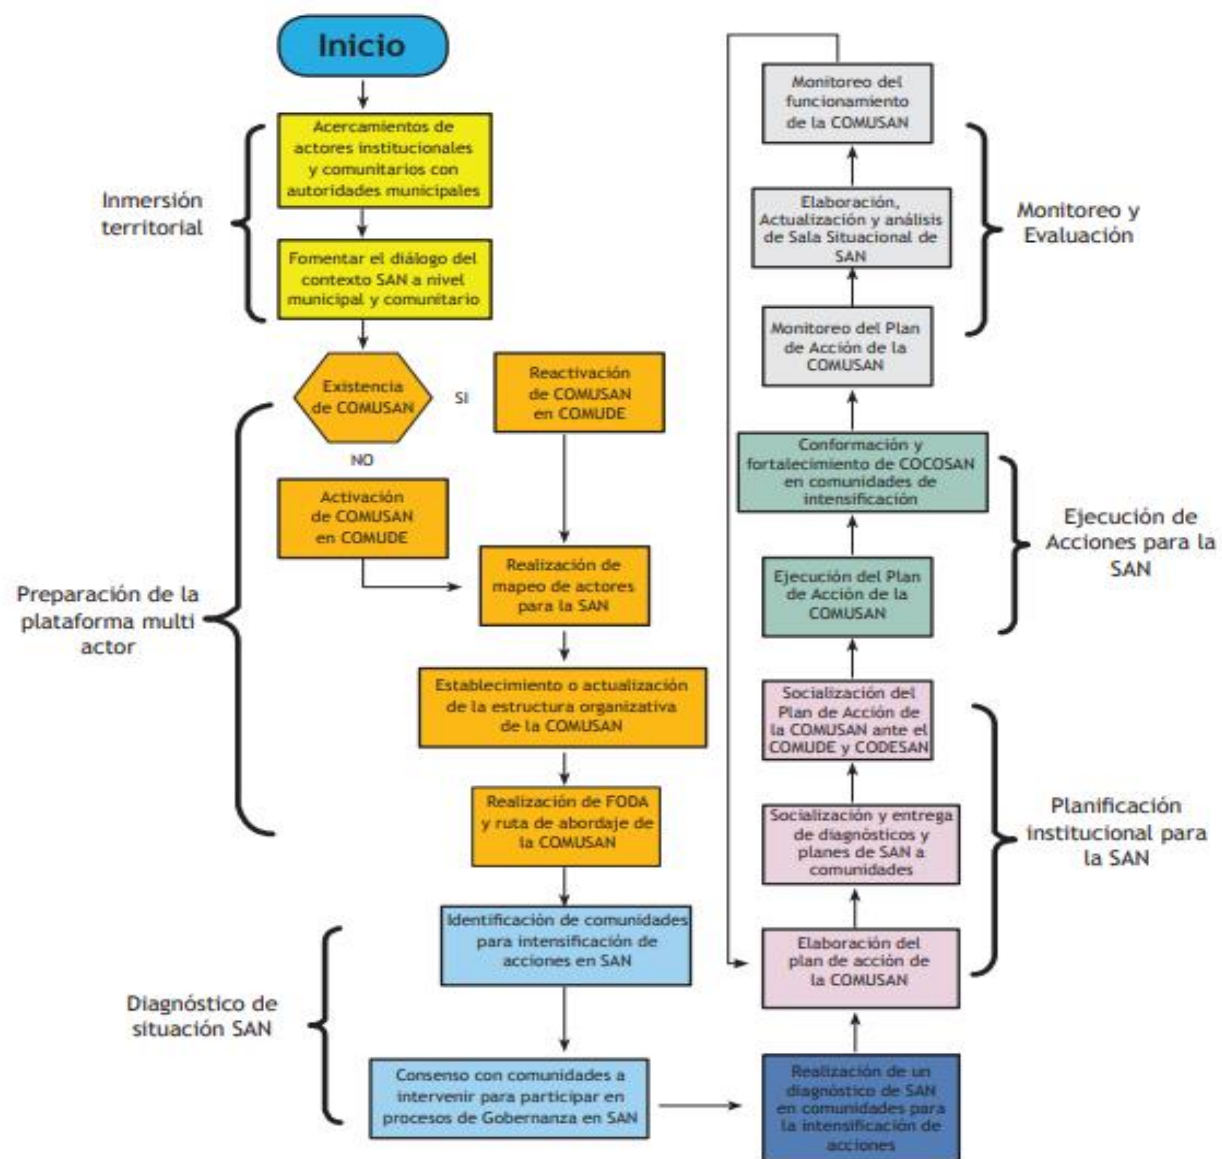 Inicio
Acercamientos de
actores institucionales
y comunitarios con
autoridades municipales
Inmersión
territorial
Fomentar el diálogo del
contexto SAN a nivel
municipal y comunitario
Existencia
de COMUSAN
SI
Reactivación
de COMUSAN
en COMUDE
NO
Activación
de COMUSAN
en COMUDE
Realización de
mapeo de actores
para la SAN
Preparación de la
plataforma multi
actor
Establecimiento o actualización
de la estructura organizativa
de la COMUSAN
Realización de FODA
y ruta de abordaje de
la COMUSAN
Identificación de comunidades
para intensificación de
acciones en SAN
Diagnóstico de
situación SAN
Consenso con comunidades a
intervenir para participar en
procesos de Gobernanza en SAN
Realización de un
diagnóstico de SAN
en comunidades para
la intensificación de
acciones
Elaboración del
plan de acción de
la COMUSAN
Socialización y entrega
de diagnósticos y
planes de SAN a
comunidades
Planificación
institucional para
la SAN
Socialización del
Plan de Acción de
la COMUSAN ante el
COMUDE y CODESAN
Ejecución del Plan
de Acción de la
COMUSAN
Ejecución de
Acciones para la
SAN
Conformación y
fortalecimiento de COCOSAN
en comunidades de
intensificación
Monitoreo del Plan
de Acción de la
COMUSAN
Elaboración,
Actualización y análisis
de Sala Situacional de
SAN
Monitoreo y
Evaluación
Monitoreo del
funcionamiento
de la COMUSAN